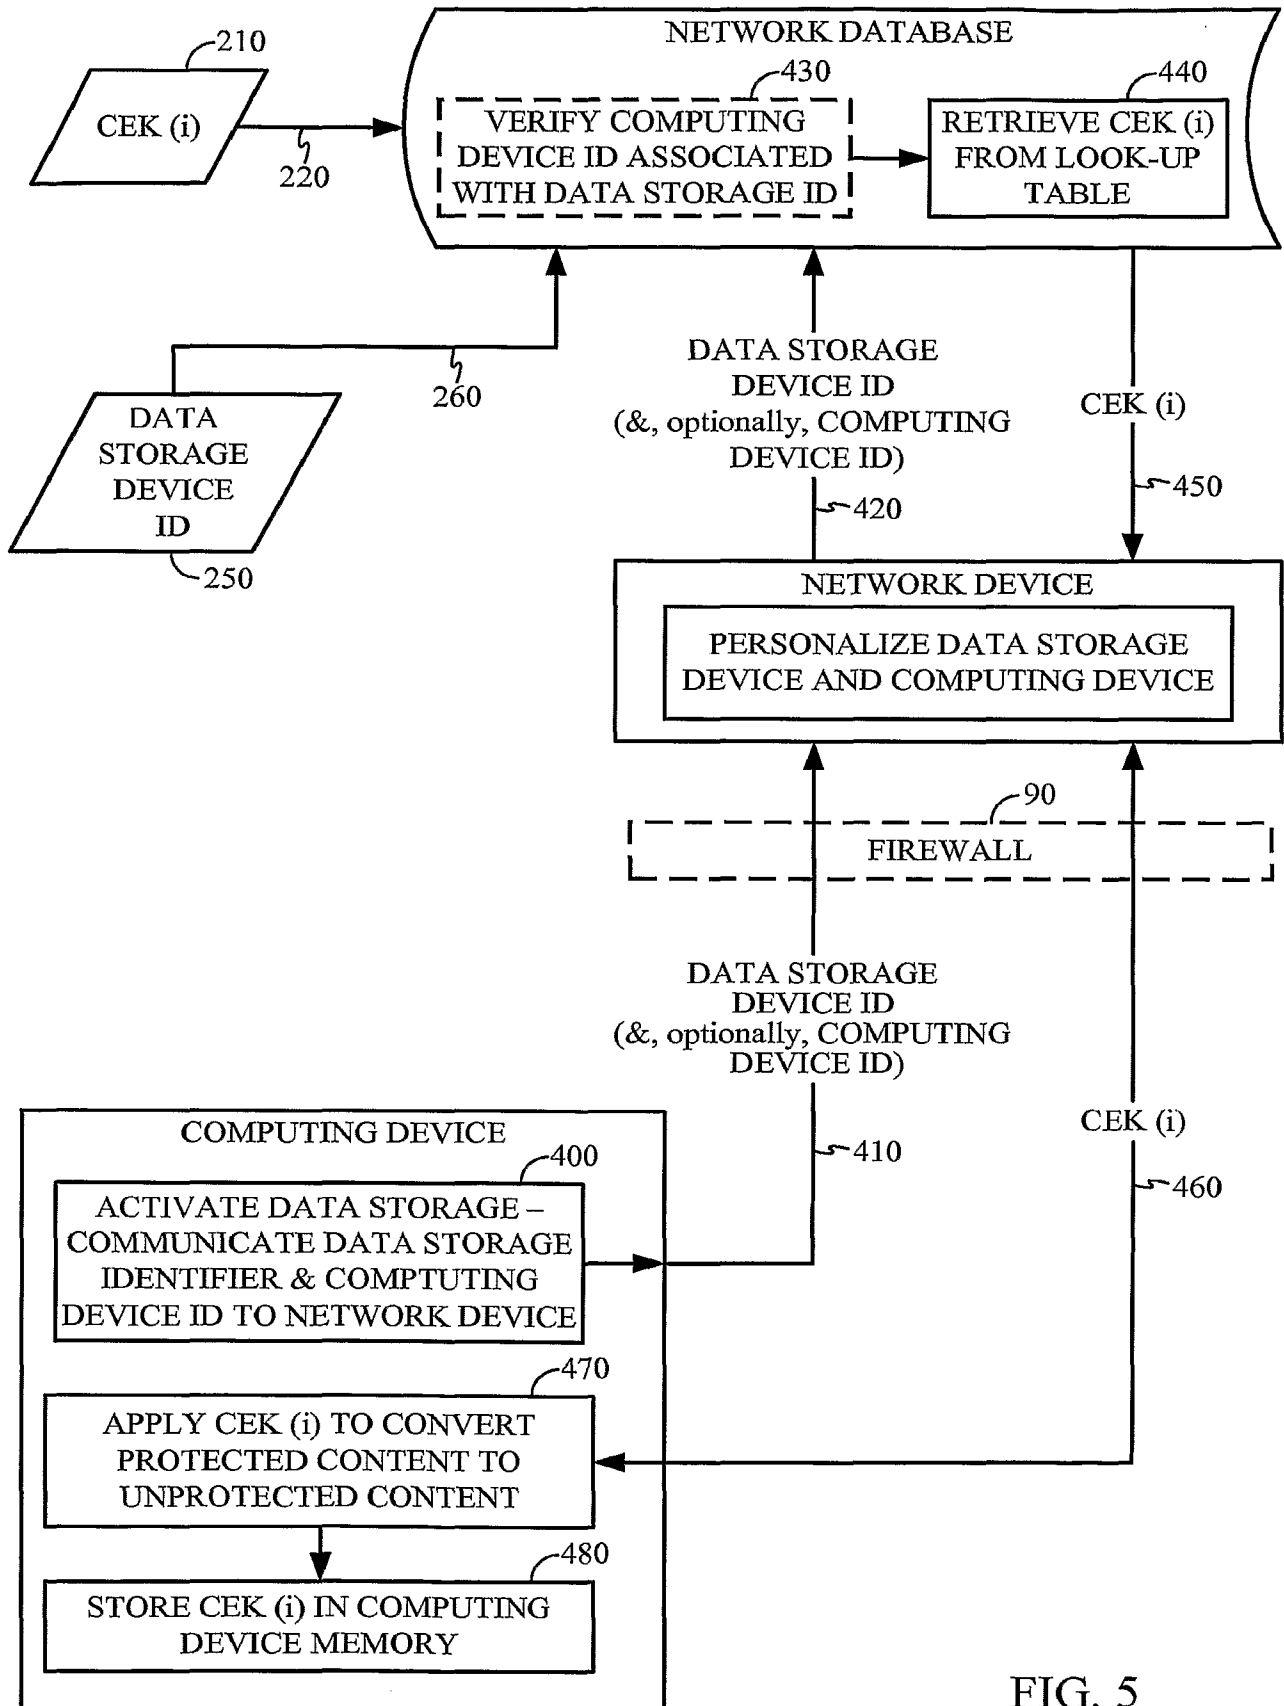 210
NETWORK DATABASE
CEK (i)
220
430
VERIFY COMPUTING
DEVICE ID ASSOCIATED
WITH DATA STORAGE ID
440
RETRIEVE CEK (i)
FROM LOOK-UP
TABLE
260
DATA
STORAGE
DEVICE
ID
250
DATA STORAGE
DEVICE ID
(&, optionally, COMPUTING
DEVICE ID)
420
CEK (i)
450
NETWORK DEVICE
PERSONALIZE DATA STORAGE
DEVICE AND COMPUTING DEVICE
90
FIREWALL
DATA STORAGE
DEVICE ID
(&, optionally, COMPUTING
DEVICE ID)
410
CEK (i)
460
COMPUTING DEVICE
400
ACTIVATE DATA STORAGE –
COMMUNICATE DATA STORAGE
IDENTIFIER & COMPTUTING
DEVICE ID TO NETWORK DEVICE
470
APPLY CEK (i) TO CONVERT
PROTECTED CONTENT TO
UNPROTECTED CONTENT
480
STORE CEK (i) IN COMPUTING
DEVICE MEMORY
FIG. 5